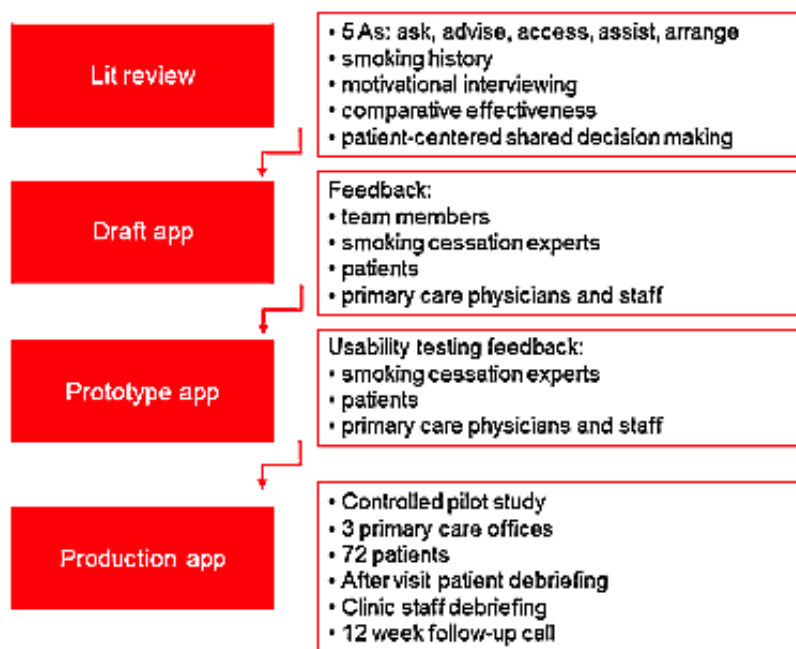 Lit review
• 5 As: ask, advise, access, assist, arrange
• smoking history
• motivational interviewing
• comparative effectiveness
• patient-centered shared decision making
Draft app
Feedback:
• team members
• smoking cessation experts
• patients
• primary care physicians and staff
Prototype app
Usability testing feedback:
• smoking cessation experts
• patients
• primary care physicians and staff
Production app
• Controlled pilot study
• 3 primary care offices
• 72 patients
• After visit patient debriefing
• Clinic staff debriefing
• 12 week follow-up call